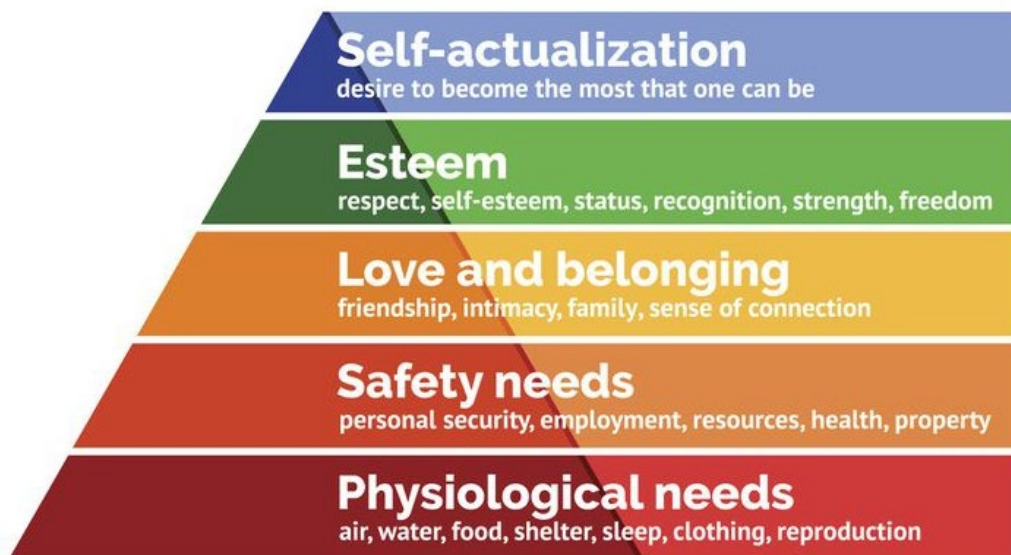 Self-actualization
desire to become the most that one can be
Esteem
respect, self-esteem, status, recognition, strength, freedom
Love and belonging
friendship, intimacy, family, sense of connection
Safety needs
personal security, employment, resources, health, property
Physiological needs
air, water, food, shelter, sleep, clothing, reproduction